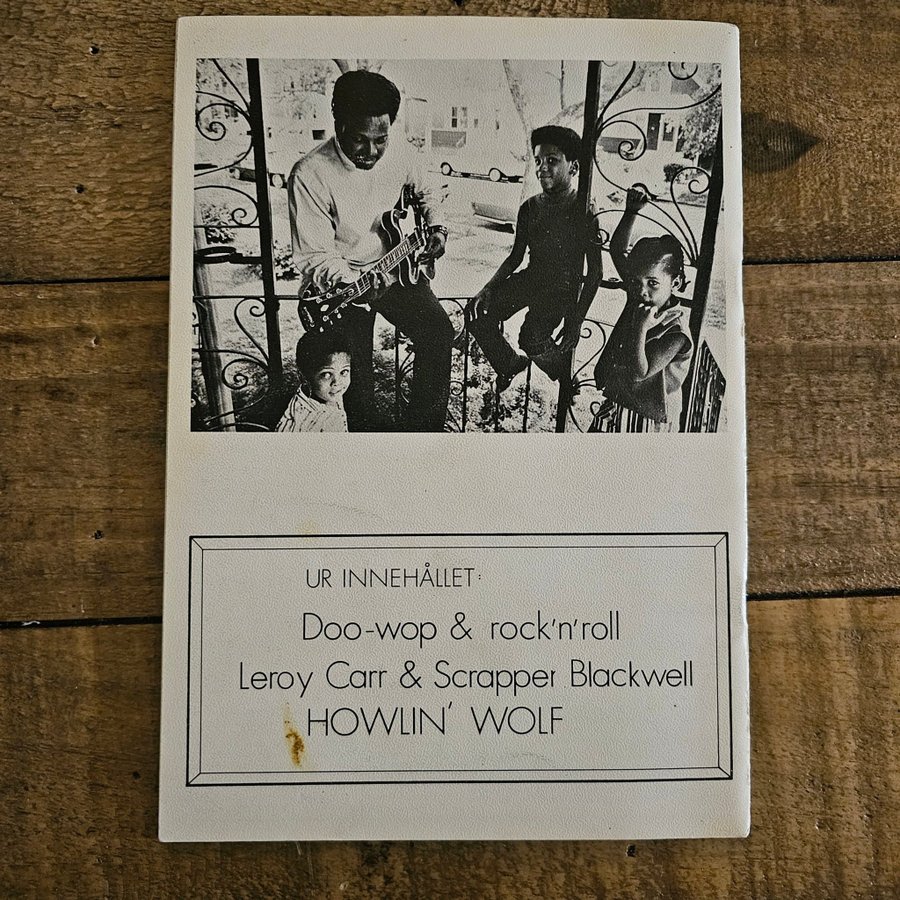 UR INNEHÅLLET:
Doo-wop & rock'n'roll
Leroy Carr & Scrapper Blackwell
HOWLIN' WOLF